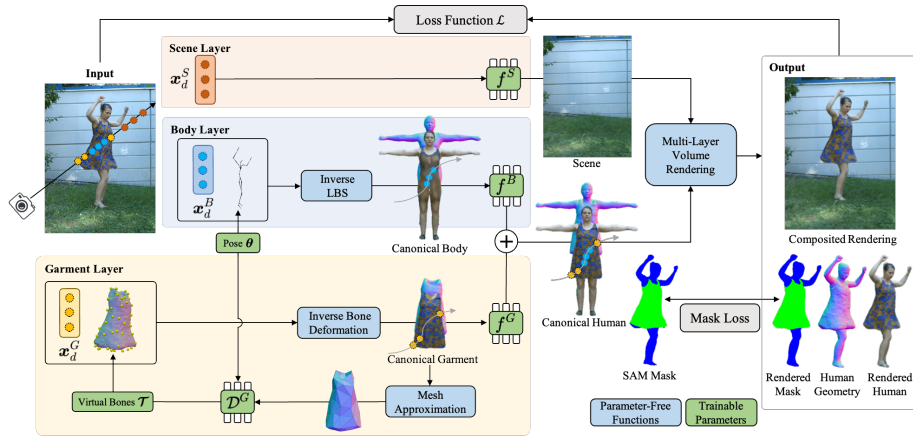 Loss Function ℒ
Scene Layer
Input
x_d^S
f^S
Output
Body Layer
Scene
Multi-Layer
Volume
Rendering
x_d^B
Inverse
LBS
f^B
Canonical Body
Pose θ
Composited Rendering
Garment Layer
x_d^G
Inverse Bone
Deformation
f^G
Canonical Human
Mask Loss
Canonical Garment
SAM Mask
Rendered
Mask
Human
Geometry
Rendered
Human
Virtual Bones 𝒯
𝒟^G
Mesh
Approximation
Parameter-Free
Functions
Trainable
Parameters